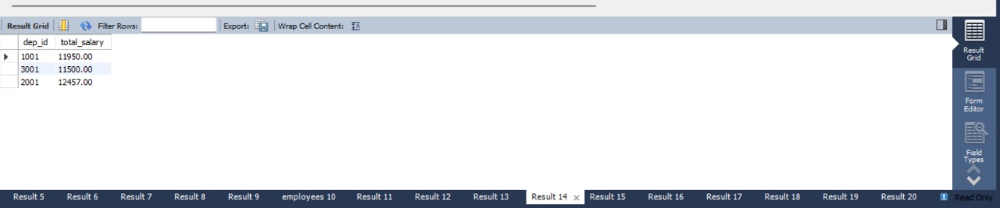 Result Grid Filter Rows: Export: Wrap Cell Content: IA
dep_id total_salary
1001 11950.00
3001 11500.00
2001 12457.00
Result
Grid
Form
Editor
Field
Types
Result 5 Result 6 Result 7 Result 8 Result 9 employees 10 Result 11 Result 12 Result 13 Result 14 Result 15 Result 16 Result 17 Result 18 Result 19 Result 20 Read Only